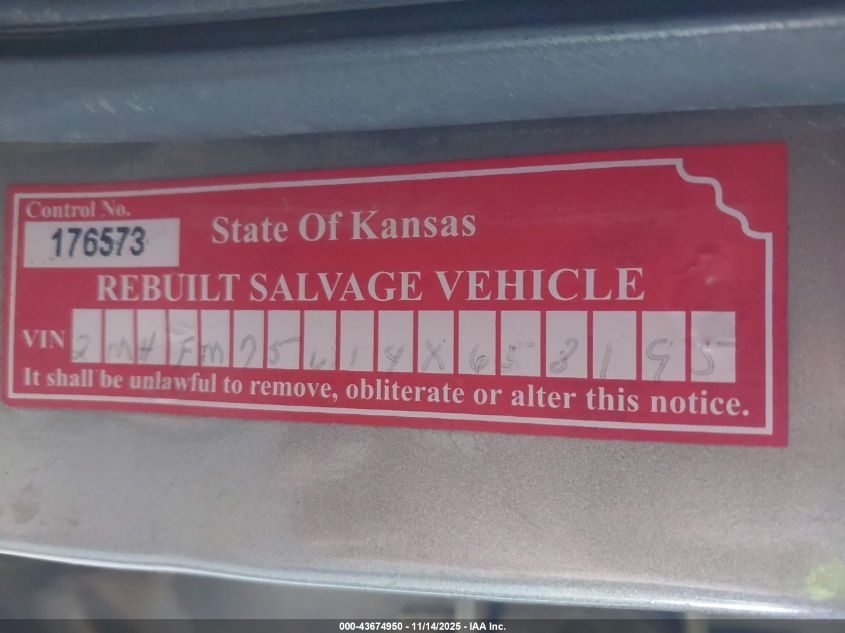 Control No.
176573
State Of Kansas
REBUILT SALVAGE VEHICLE
VIN 2MHFM75W14X658195
It shall be unlawful to remove, obliterate or alter this notice.
000-43674950 - 11/14/2025 - IAA Inc.